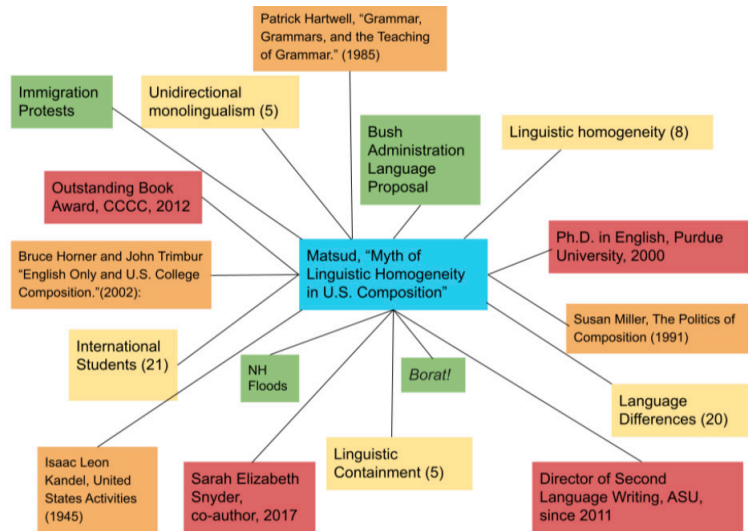 Patrick Hartwell, “Grammar,
Grammars, and the Teaching
of Grammar.” (1985)
Immigration
Protests
Unidirectional
monolingualism (5)
Bush
Administration
Language
Proposal
Linguistic homogeneity (8)
Outstanding Book
Award, CCCC, 2012
Matsud, “Myth of
Linguistic Homogeneity
in U.S. Composition”
Ph.D. in English, Purdue
University, 2000
Bruce Horner and John Trimbur
“English Only and U.S. College
Composition.”(2002):
Susan Miller, The Politics of
Composition (1991)
International
Students (21)
NH
Floods
Borat!
Language
Differences (20)
Isaac Leon
Kandel, United
States Activities
(1945)
Sarah Elizabeth
Snyder,
co-author, 2017
Linguistic
Containment (5)
Director of Second
Language Writing, ASU,
since 2011